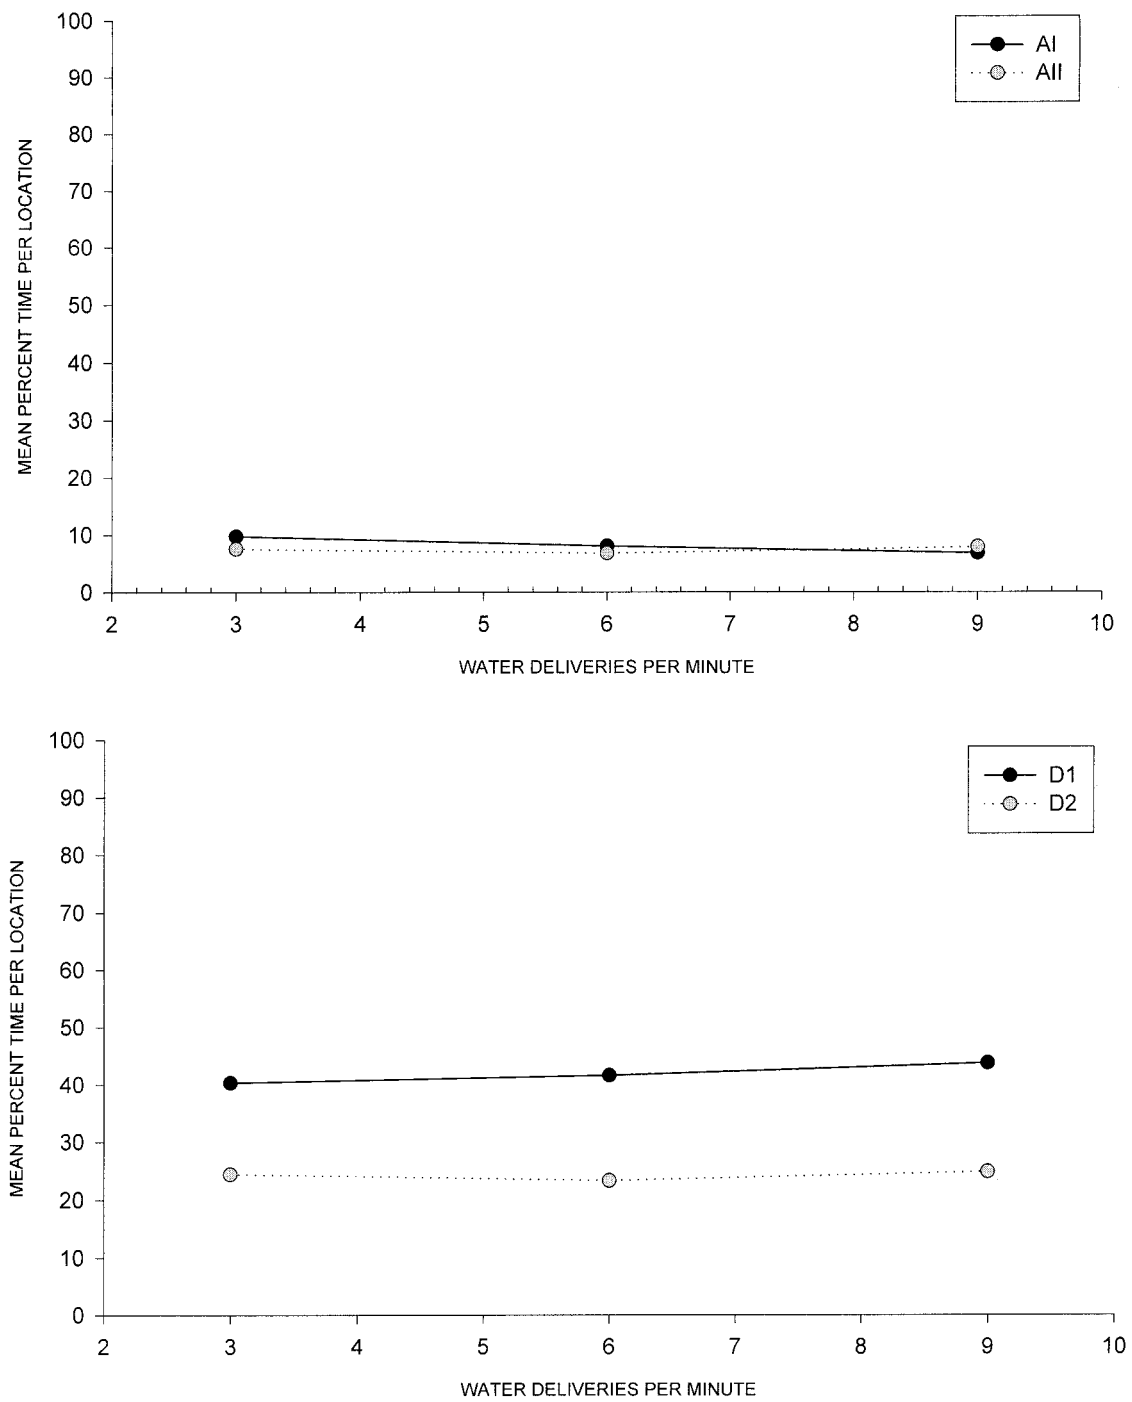 100
90
80
70
60
50
40
30
20
10
0
MEAN PERCENT TIME PER LOCATION
AI
AII
2 3 4 5 6 7 8 9 10
WATER DELIVERIES PER MINUTE
100
90
80
70
60
50
40
30
20
10
0
MEAN PERCENT TIME PER LOCATION
D1
D2
2 3 4 5 6 7 8 9 10
WATER DELIVERIES PER MINUTE